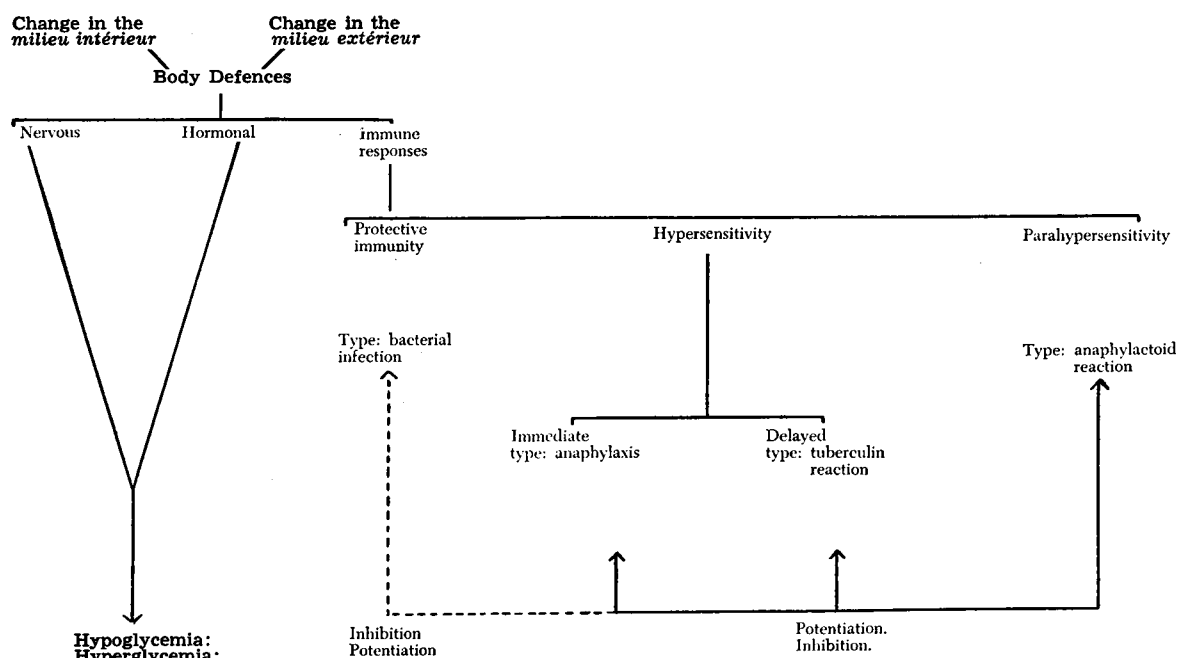 Change in the
milieu intérieur
Change in the
milieu extérieur
Body Defences
Nervous
Hormonal
immune
responses
Protective
immunity
Hypersensitivity
Parahypersensitivity
Type: bacterial
infection
Type: anaphylactoid
reaction
Immediate
type: anaphylaxis
Delayed
type: tuberculin
reaction
Hypoglycemia:
Hyperglycemia:
Inhibition
Potentiation
Potentiation.
Inhibition.